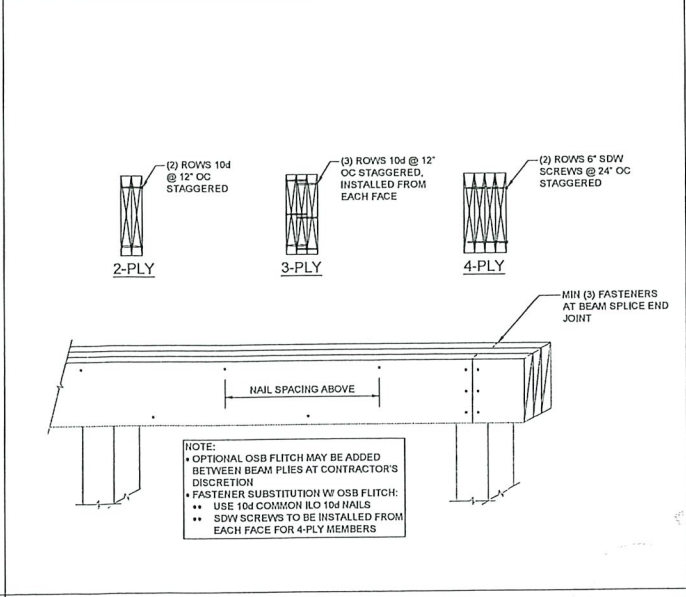 (2) ROWS 10d
@ 12" OC
STAGGERED
2-PLY
(3) ROWS 10d @ 12"
OC STAGGERED,
INSTALLED FROM
EACH FACE
3-PLY
(2) ROWS 6" SDW
SCREWS @ 24" OC
STAGGERED
4-PLY
MIN (3) FASTENERS
AT BEAM SPLICE END
JOINT
NAIL SPACING ABOVE
NOTE:
• OPTIONAL OSB FLITCH MAY BE ADDED
BETWEEN BEAM PLIES AT CONTRACTOR'S
DISCRETION
• FASTENER SUBSTITUTION W/ OSB FLITCH:
•• USE 10d COMMON ILO 10d NAILS
•• SDW SCREWS TO BE INSTALLED FROM
EACH FACE FOR 4-PLY MEMBERS